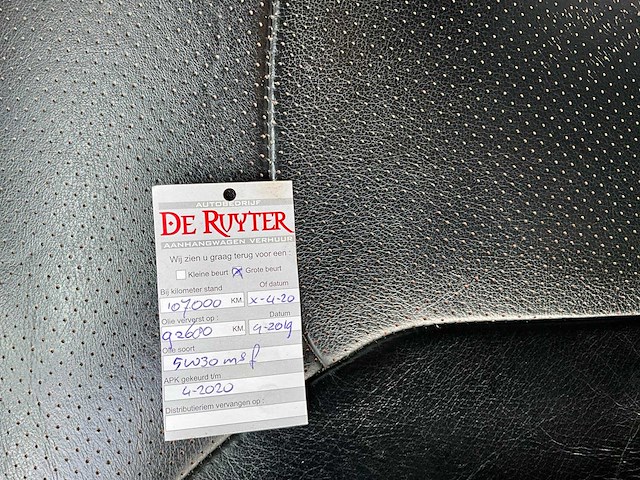 AUTOBEDRIJF
DE RUYTER
AANHANGWAGEN VERHUUR
Wij zien u graag terug voor een :
Kleine beurt Grote beurt
Bij kilometer stand Of datum
107000 KM. x-4-20
Olie ververst op : Datum
92600 KM. 9-2019
Olie soort
5W30 msf
APK gekeurd t/m
4-2020
Distributieriem vervangen op :